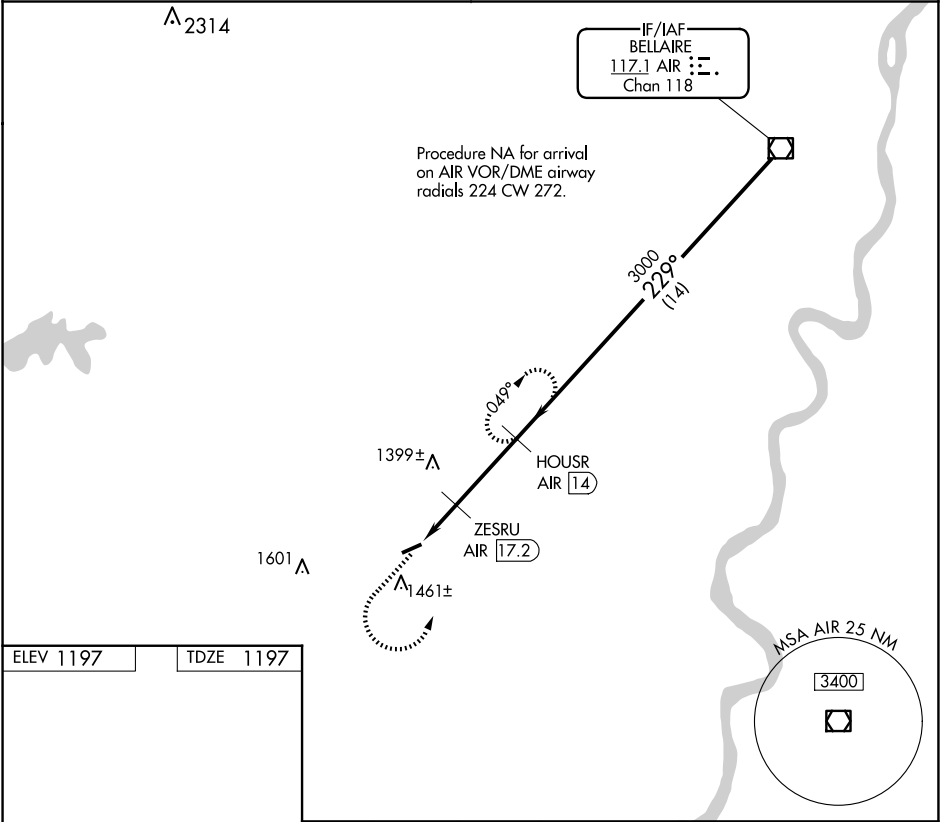 2314
IF/IAF
BELLAIRE
117.1 AIR
Chan 118
Procedure NA for arrival
on AIR VOR/DME airway
radials 224 CW 272.
3000
229°
(14)
049°
HOUSR
AIR 14
1399±
ZESRU
AIR 17.2
1601
1461±
ELEV 1197
TDZE 1197
MSA AIR 25 NM
3400